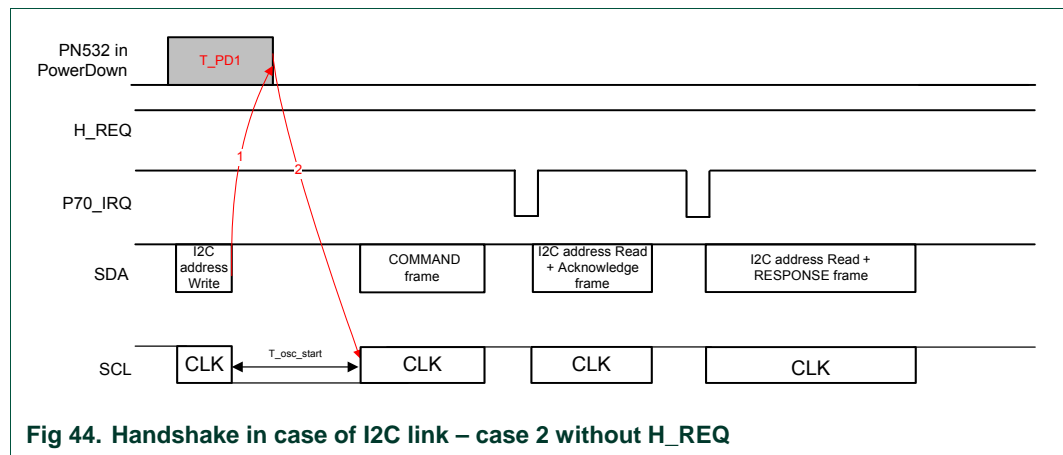 PN532 in
PowerDown
T_PD1
H_REQ
1
2
P70_IRQ
SDA
I2C
address
Write
COMMAND
frame
I2C address Read
+ Acknowledge
frame
I2C address Read +
RESPONSE frame
SCL
CLK
T_osc_start
CLK
CLK
CLK
Fig 44. Handshake in case of I2C link – case 2 without H_REQ